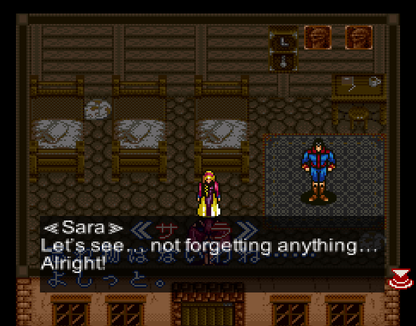 ≪Sara≫ ≪サラ≫
Let's see… not forgetting anything…
Alright!
よしっと。